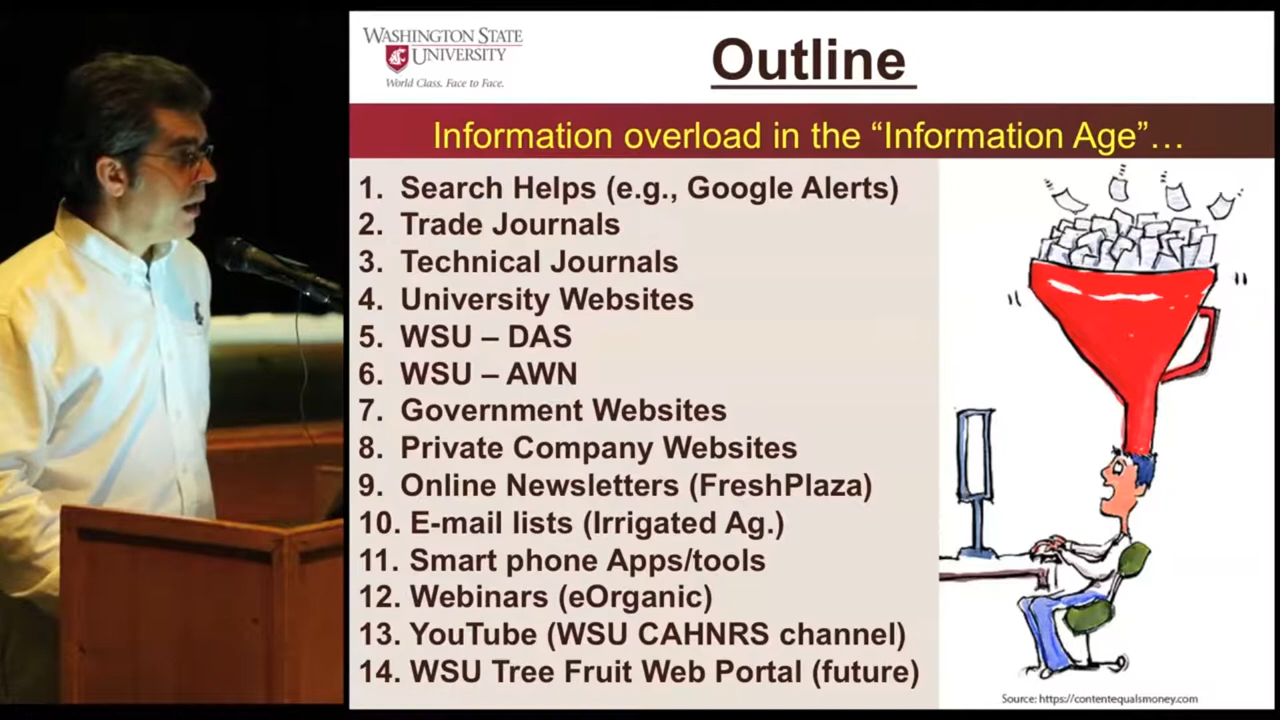 WASHINGTON STATE
UNIVERSITY
World Class. Face to Face.
Outline
Information overload in the “Information Age”…
1. Search Helps (e.g., Google Alerts)
2. Trade Journals
3. Technical Journals
4. University Websites
5. WSU – DAS
6. WSU – AWN
7. Government Websites
8. Private Company Websites
9. Online Newsletters (FreshPlaza)
10. E-mail lists (Irrigated Ag.)
11. Smart phone Apps/tools
12. Webinars (eOrganic)
13. YouTube (WSU CAHNRS channel)
14. WSU Tree Fruit Web Portal (future)
Source: https://contentequalsmoney.com